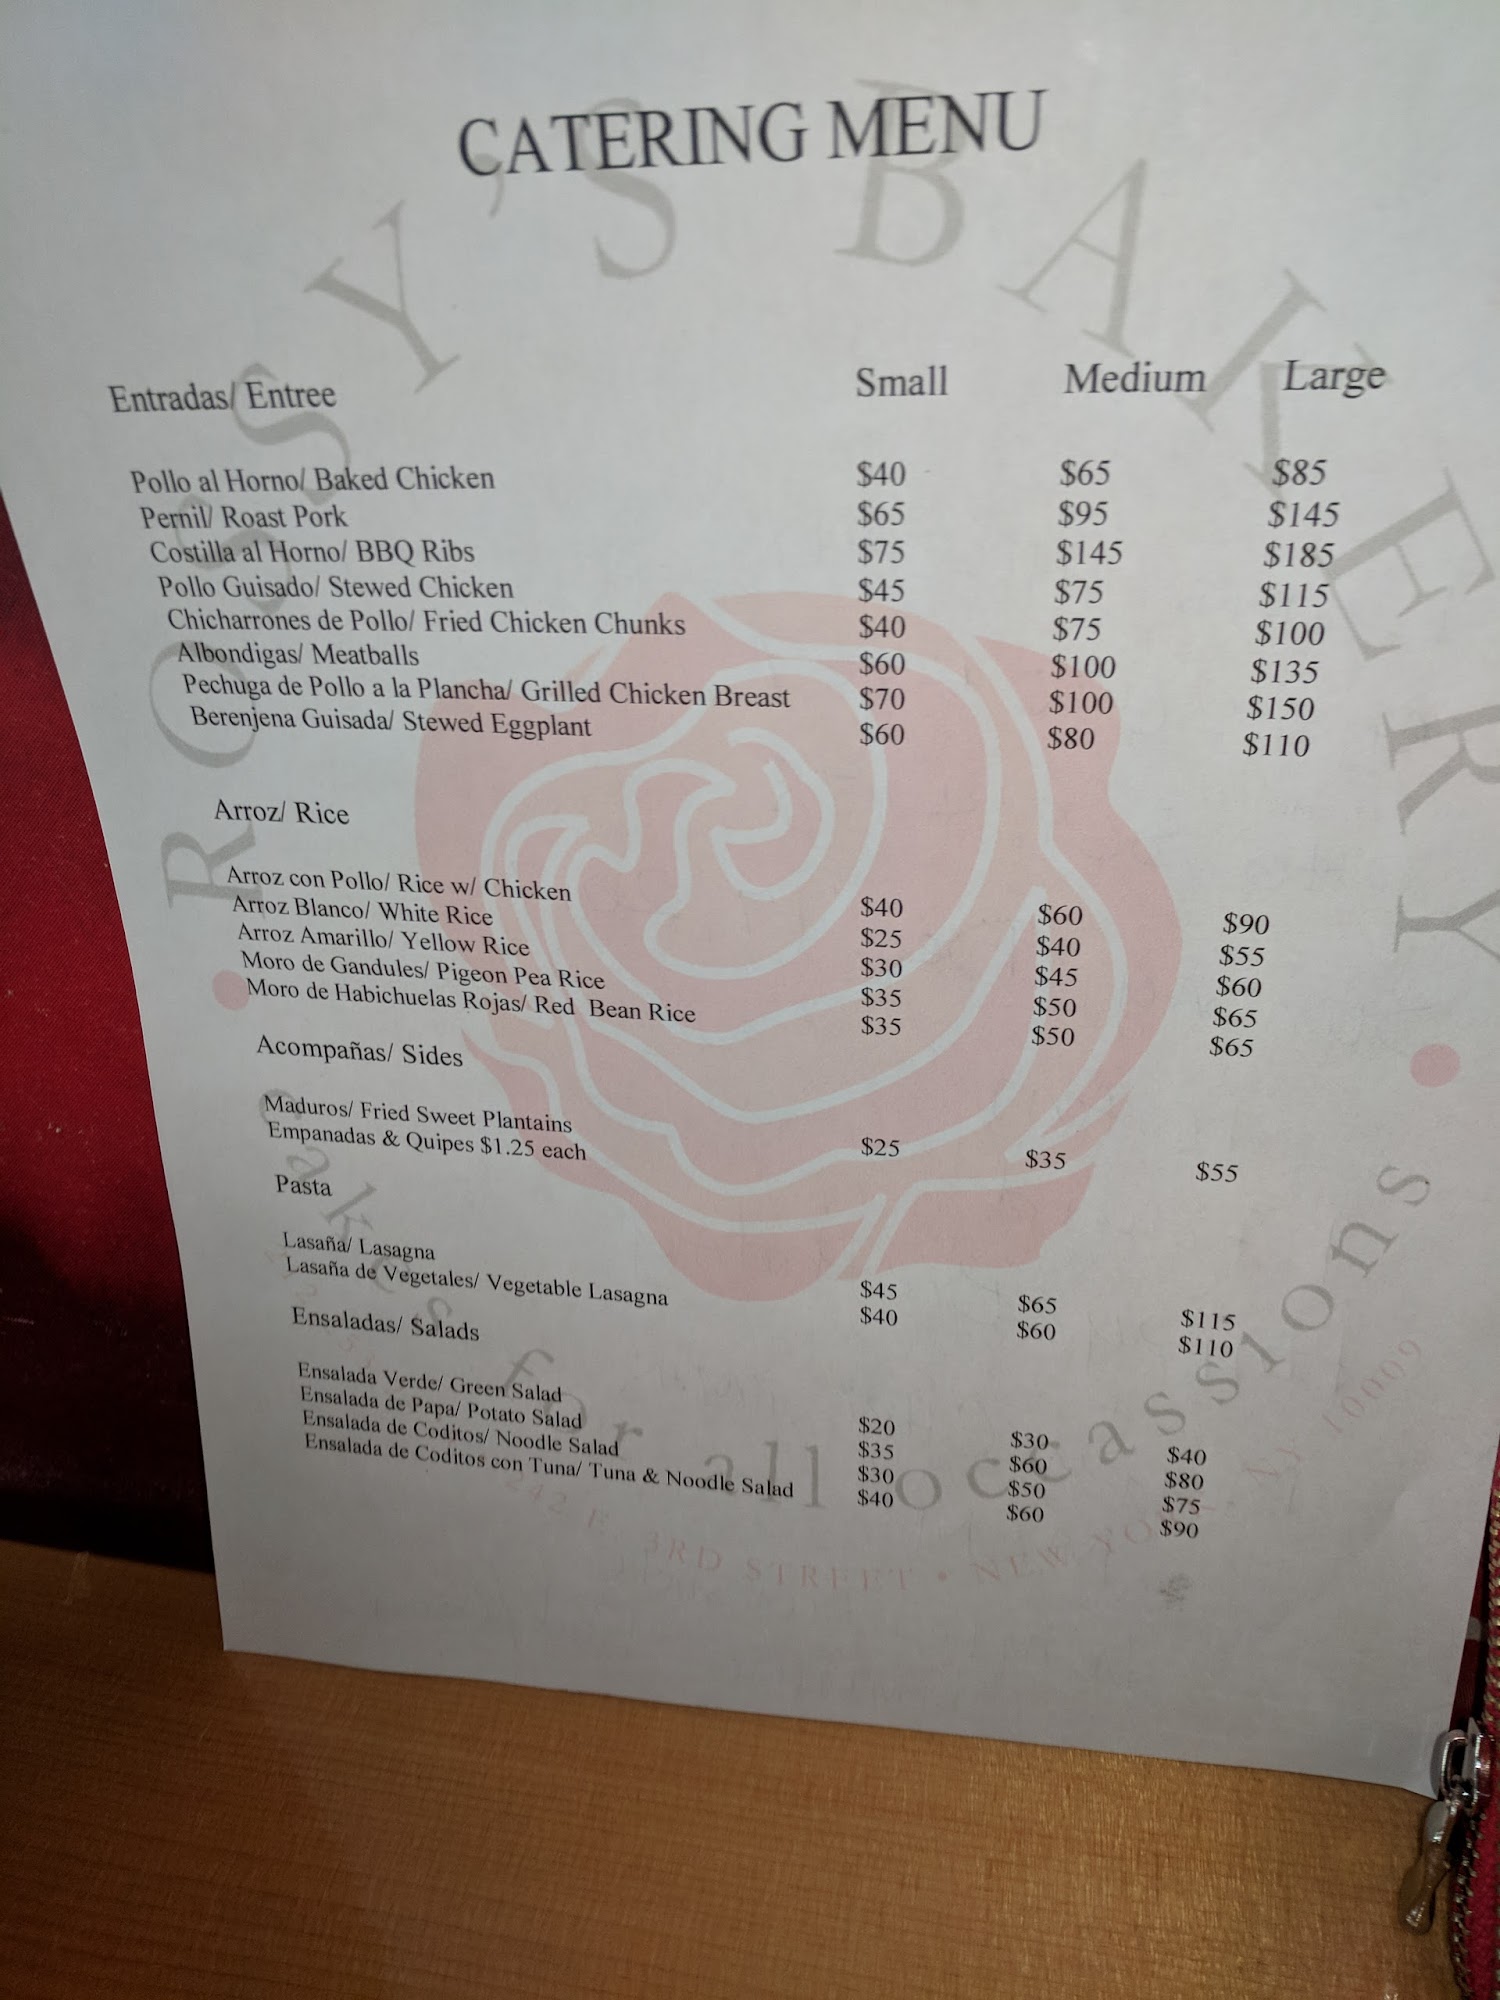 CATERING MENU
ROSSY'S BAKERY
Entradas/ Entree Small Medium Large
Pollo al Horno/ Baked Chicken $40 $65 $85
Pernil/ Roast Pork $65 $95 $145
Costilla al Horno/ BBQ Ribs $75 $145 $185
Pollo Guisado/ Stewed Chicken $45 $75 $115
Chicharrones de Pollo/ Fried Chicken Chunks $40 $75 $100
Albondigas/ Meatballs $60 $100 $135
Pechuga de Pollo a la Plancha/ Grilled Chicken Breast $70 $100 $150
Berenjena Guisada/ Stewed Eggplant $60 $80 $110
Arroz/ Rice
Arroz con Pollo/ Rice w/ Chicken $40 $60 $90
Arroz Blanco/ White Rice $25 $40 $55
Arroz Amarillo/ Yellow Rice $30 $45 $60
Moro de Gandules/ Pigeon Pea Rice $35 $50 $65
Moro de Habichuelas Rojas/ Red Bean Rice $35 $50 $65
Acompañas/ Sides
Maduros/ Fried Sweet Plantains $25 $35 $55
Empanadas & Quipes $1.25 each
Pasta
Lasaña/ Lasagna $45 $65 $115
Lasaña de Vegetales/ Vegetable Lasagna $40 $60 $110
Ensaladas/ Salads
Ensalada Verde/ Green Salad $20 $30 $40
Ensalada de Papa/ Potato Salad $35 $60 $80
Ensalada de Coditos/ Noodle Salad $30 $50 $75
Ensalada de Coditos con Tuna/ Tuna & Noodle Salad $40 $60 $90
cakes for all occassions
242 E. 3RD STREET • NEW YORK, NY 10009